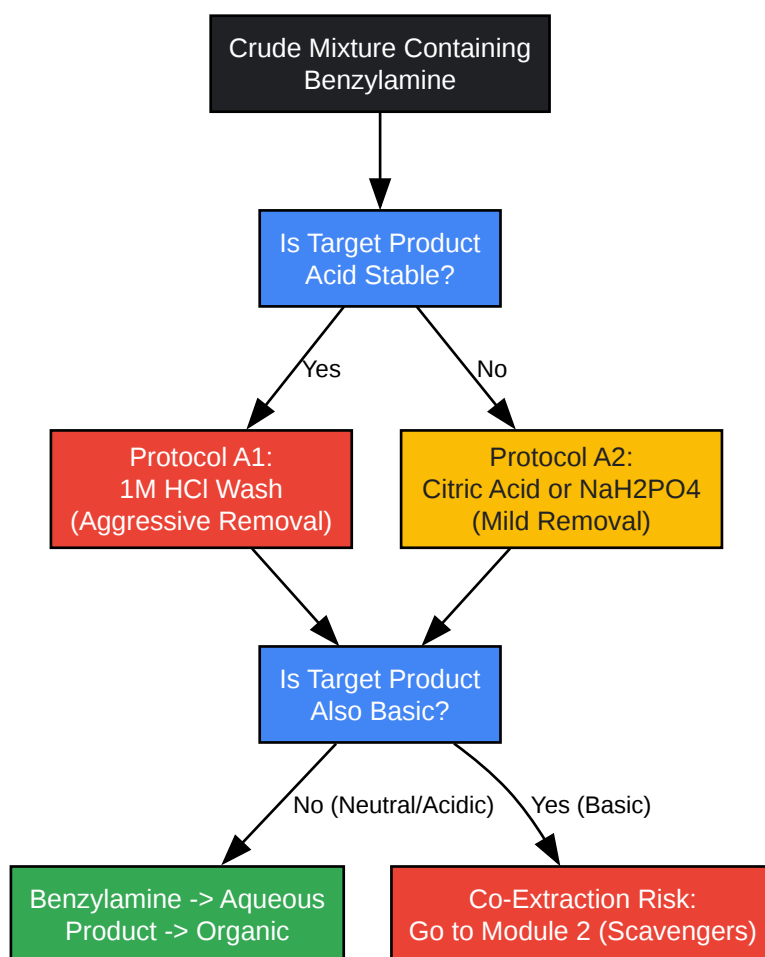 Crude Mixture Containing
Benzylamine
Is Target Product
Acid Stable?
Yes
No
Protocol A1:
1M HCl Wash
(Aggressive Removal)
Protocol A2:
Citric Acid or NaH2PO4
(Mild Removal)
Is Target Product
Also Basic?
No (Neutral/Acidic)
Yes (Basic)
Benzylamine -> Aqueous
Product -> Organic
Co-Extraction Risk:
Go to Module 2 (Scavengers)